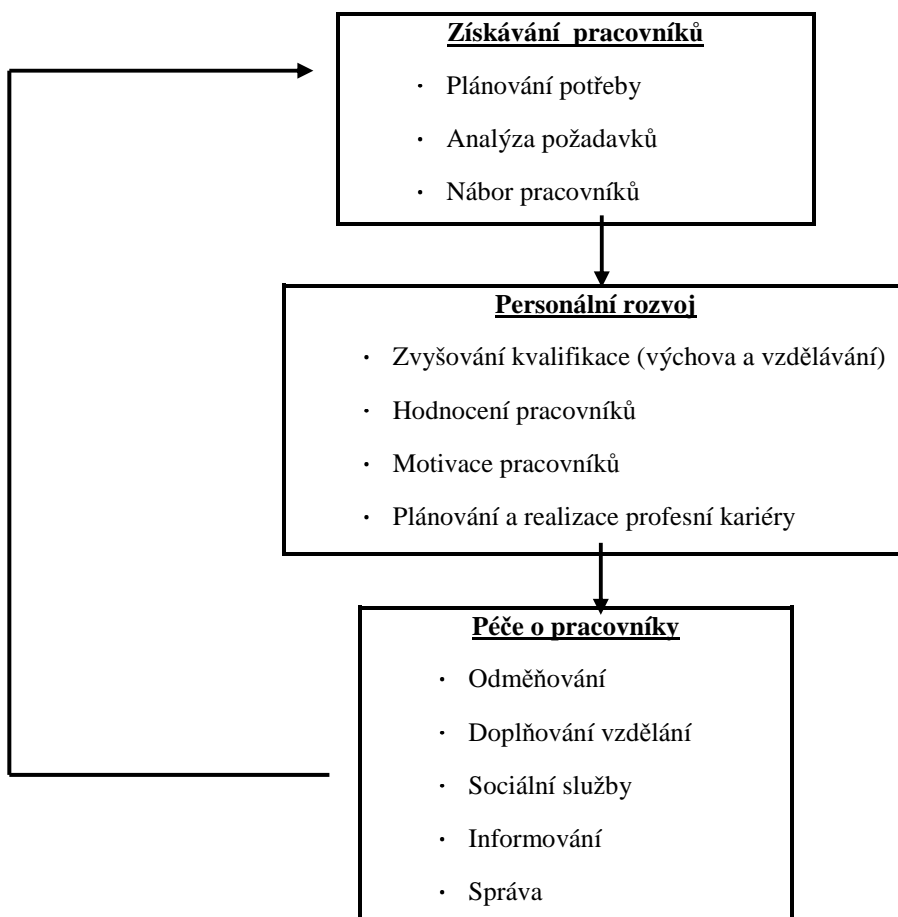 Získávání pracovníků
· Plánování potřeby
· Analýza požadavků
· Nábor pracovníků
Personální rozvoj
· Zvyšování kvalifikace (výchova a vzdělávání)
· Hodnocení pracovníků
· Motivace pracovníků
· Plánování a realizace profesní kariéry
Péče o pracovníky
· Odměňování
· Doplňování vzdělání
· Sociální služby
· Informování
· Správa